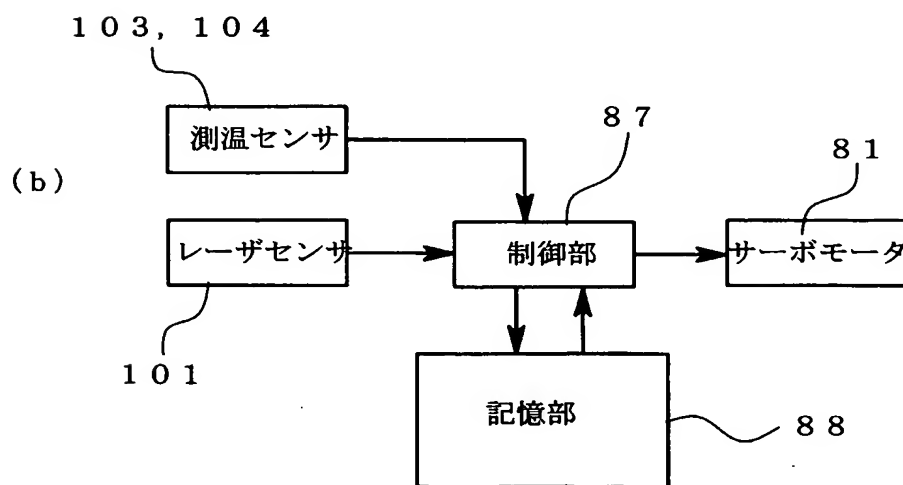 １０３，１０４
８７
測温センサ
８１
(b)
レーザセンサ
制御部
サーボモータ
１０１
記憶部
８８